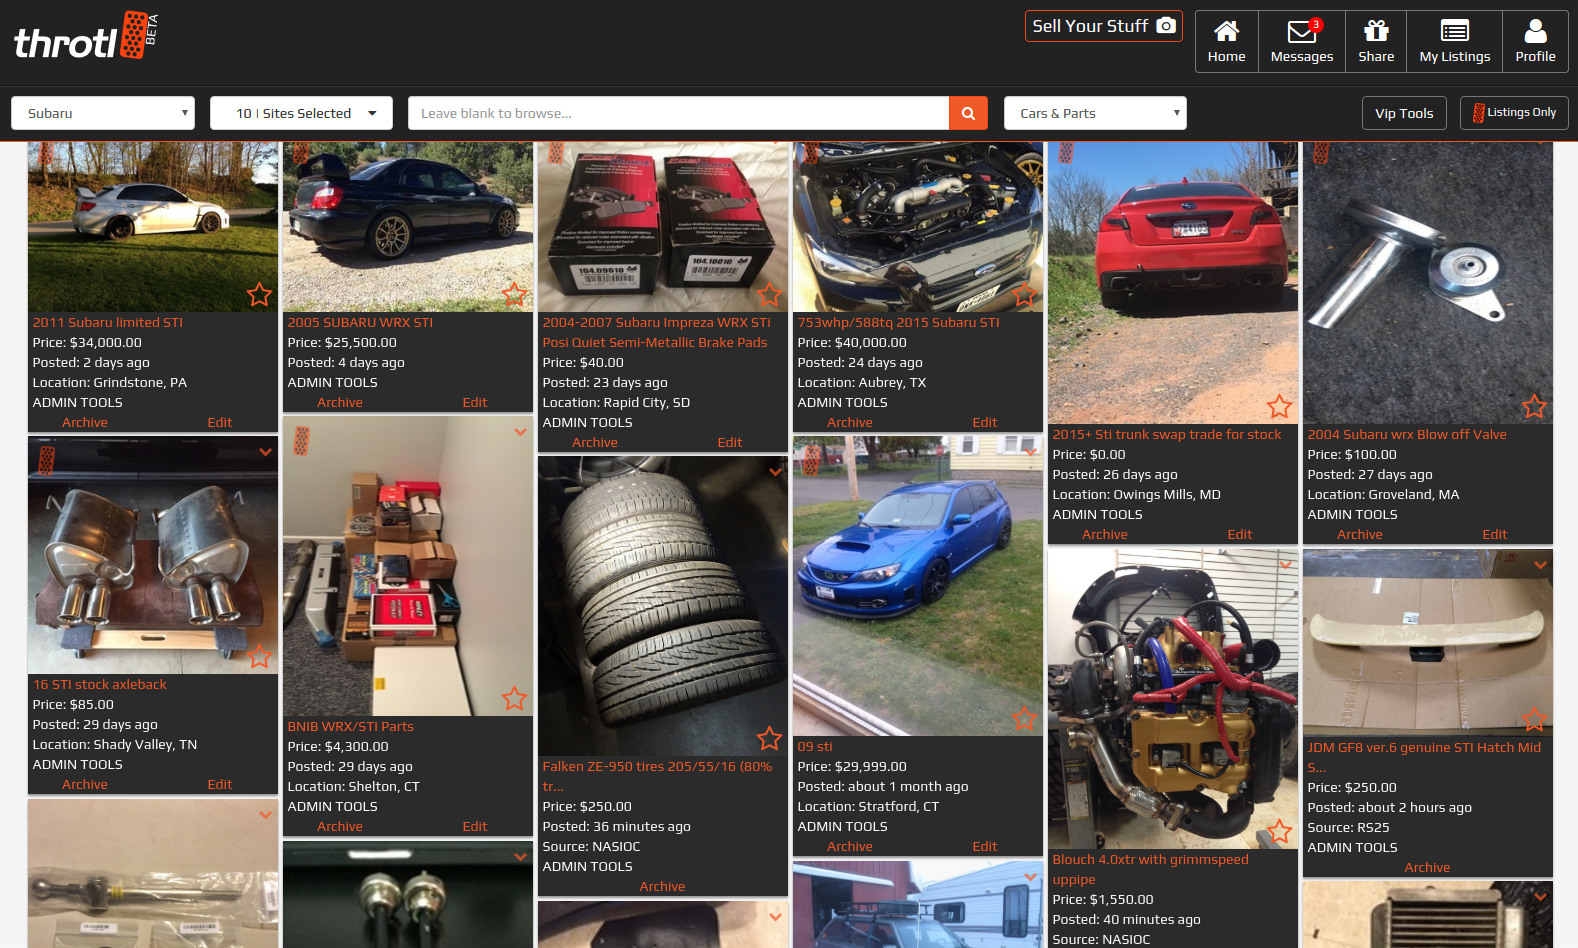 throtl
BETA
Sell Your Stuff
3
Home
Messages
Share
My Listings
Profile
Subaru
10 | Sites Selected
Leave blank to browse...
Cars & Parts
Vip Tools
Listings Only
2011 Subaru limited STI
Price: $34,000.00
Posted: 2 days ago
Location: Grindstone, PA
ADMIN TOOLS
Archive Edit
2005 SUBARU WRX STI
Price: $25,500.00
Posted: 4 days ago
ADMIN TOOLS
Archive Edit
104.09610
104.10010
2004-2007 Subaru Impreza WRX STi
Posi Quiet Semi-Metallic Brake Pads
Price: $40.00
Posted: 23 days ago
Location: Rapid City, SD
ADMIN TOOLS
Archive Edit
753whp/588tq 2015 Subaru STI
Price: $40,000.00
Posted: 24 days ago
Location: Aubrey, TX
ADMIN TOOLS
Archive Edit
2015+ Sti trunk swap trade for stock
Price: $0.00
Posted: 26 days ago
Location: Owings Mills, MD
ADMIN TOOLS
Archive Edit
2004 Subaru wrx Blow off Valve
Price: $100.00
Posted: 27 days ago
Location: Groveland, MA
ADMIN TOOLS
Archive Edit
16 STI stock axleback
Price: $85.00
Posted: 29 days ago
Location: Shady Valley, TN
ADMIN TOOLS
Archive Edit
BNIB WRX/STI Parts
Price: $4,300.00
Posted: 29 days ago
Location: Shelton, CT
ADMIN TOOLS
Archive Edit
Falken ZE-950 tires 205/55/16 (80%
tr...
Price: $250.00
Posted: 36 minutes ago
Source: NASIOC
ADMIN TOOLS
Archive
09 sti
Price: $29,999.00
Posted: about 1 month ago
Location: Stratford, CT
ADMIN TOOLS
Archive Edit
Blouch 4.0xtr with grimmspeed
uppipe
Price: $1,550.00
Posted: 40 minutes ago
Source: NASIOC
JDM GF8 ver.6 genuine STI Hatch Mid
S...
Price: $250.00
Posted: about 2 hours ago
Source: RS25
ADMIN TOOLS
Archive